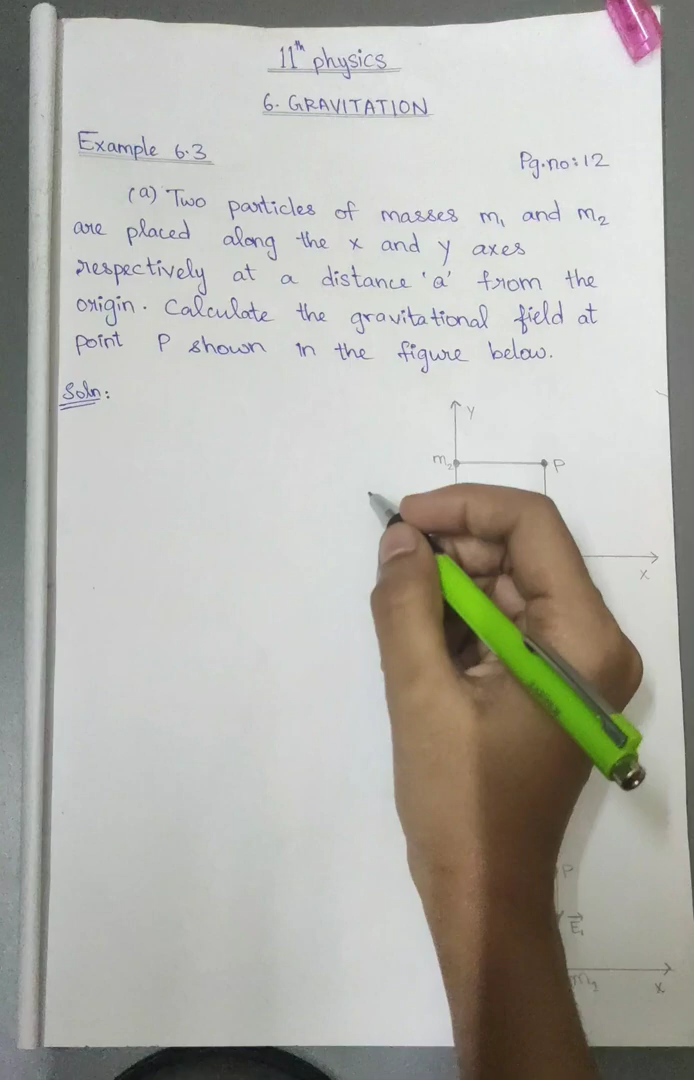 11th physics
6. GRAVITATION
Example 6.3
Pg.no:12
(a) Two particles of masses m₁ and m₂
are placed along the x and y axes
respectively at a distance 'a' from the
origin. Calculate the gravitational field at
point P shown in the figure below.
Soln:
y
m₂ P
x
P
E₁
m₂
x